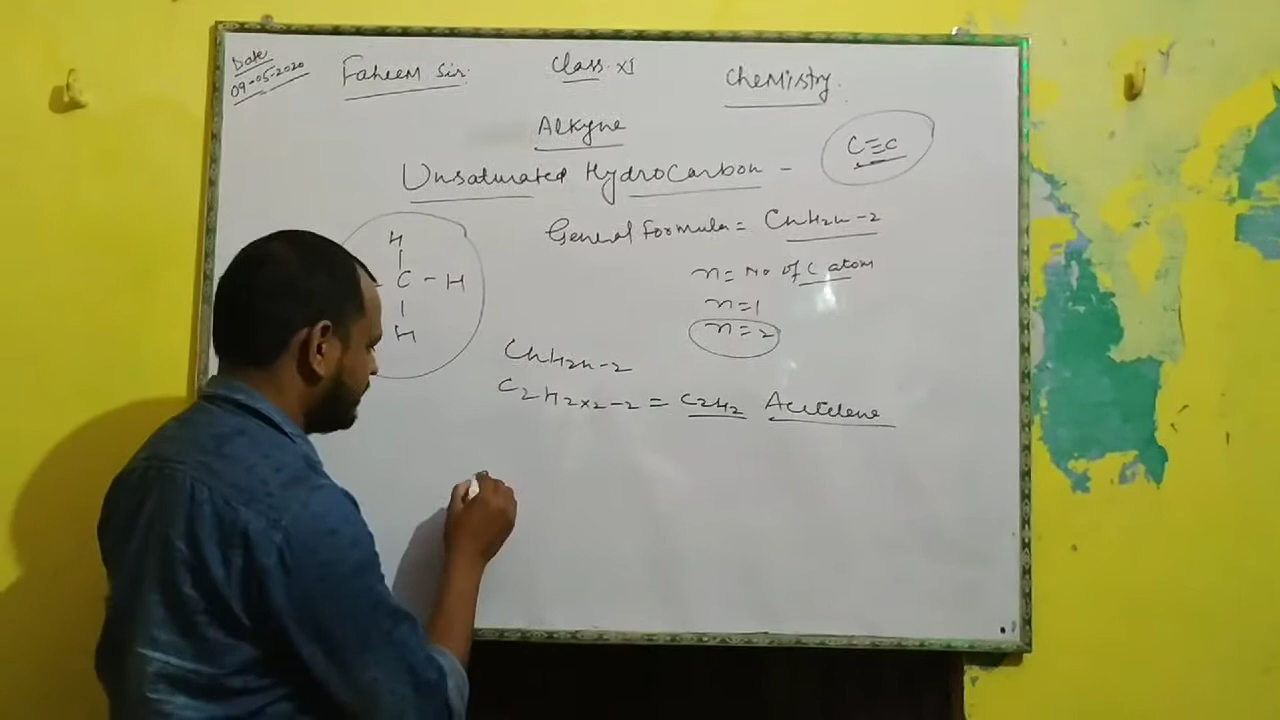 Date
09-05-2020
Faheem Sir.
Class. XI
Chemistry.
Alkyne
Unsaturated Hydrocarbon -
C≡C
General Formula = CnH2n-2
n = No of C atom
n=1
n=2
H
C - H
H
CnH2n-2
C2H2x2-2 = C2H2 Acitelene